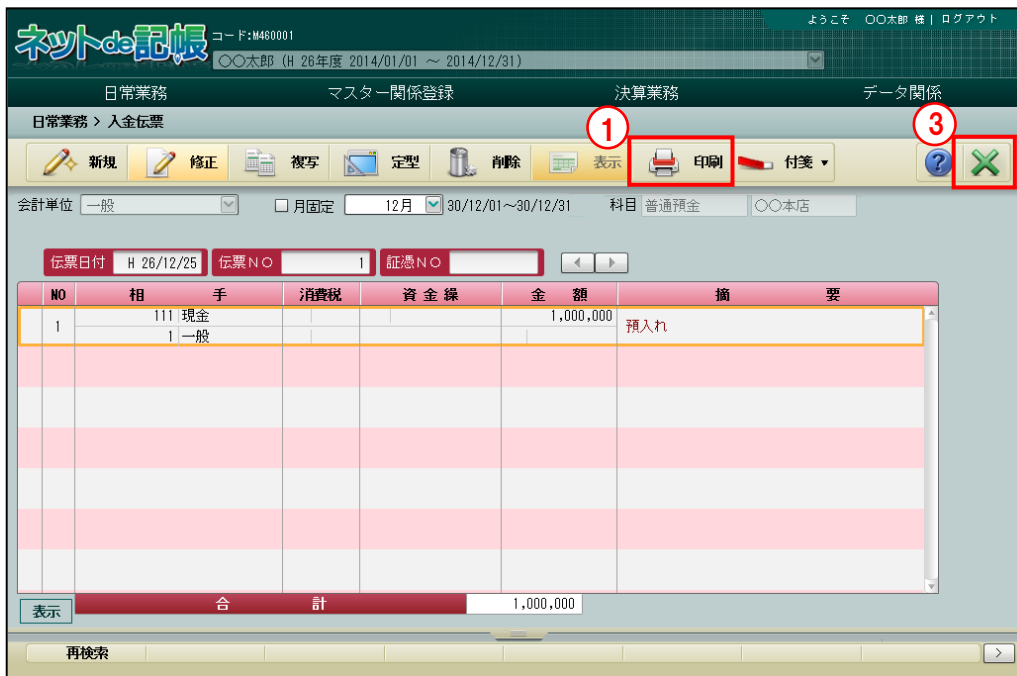 ようこそ 〇〇太郎 様 | ログアウト
ネットde記帳 コード:M460001
〇〇太郎 (H 26年度 2014/01/01 ～ 2014/12/31)
日常業務 マスター関係登録 決算業務 データ関係
日常業務 > 入金伝票
① ③
新規 修正 複写 定型 削除 表示 印刷 付箋 ▼ ?
会計単位 一般 月固定 12月 30/12/01～30/12/31 科目 普通預金 〇〇本店
伝票日付 H 26/12/25 伝票NO 1 証憑NO
NO 相手 消費税 資金繰 金額 摘要
1 111 現金 1,000,000 預入れ
1 一般
合計 1,000,000
表示
再検索 >